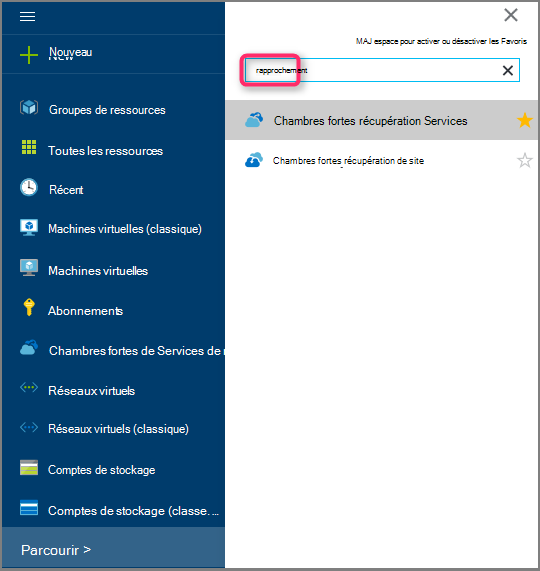 Nouveau
Groupes de ressources
Toutes les ressources
Récent
Machines virtuelles (classique)
Machines virtuelles
Abonnements
Chambres fortes de Services de r
Réseaux virtuels
Réseaux virtuels (classique)
Comptes de stockage
Comptes de stockage (classe. ...
Parcourir >
MAJ espace pour activer ou désactiver les Favoris
rapprochement
Chambres fortes récupération Services
Chambres fortes récupération de site